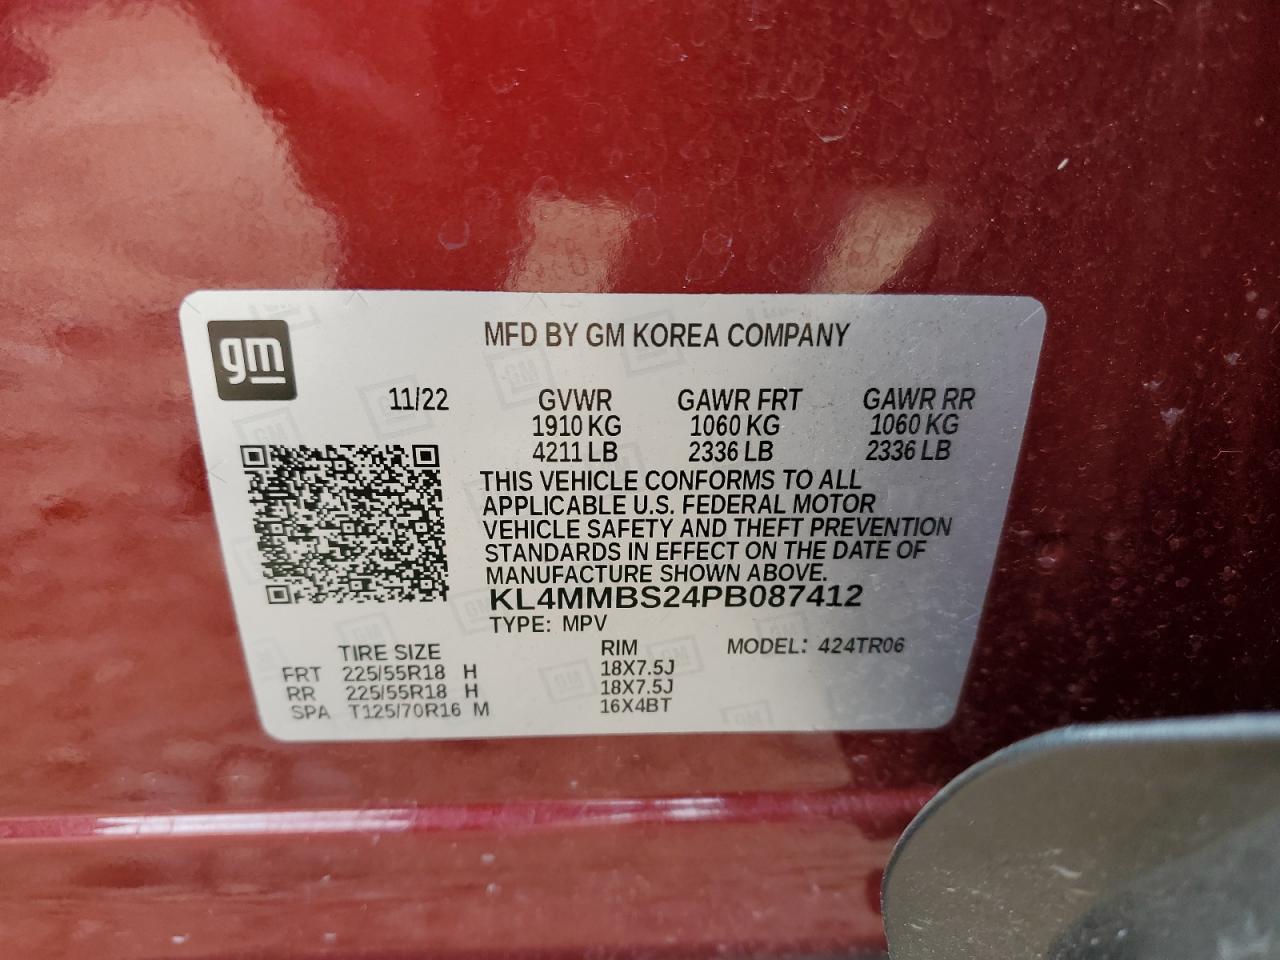 gm
MFD BY GM KOREA COMPANY
11/22 GVWR GAWR FRT GAWR RR
1910 KG 1060 KG 1060 KG
4211 LB 2336 LB 2336 LB
THIS VEHICLE CONFORMS TO ALL
APPLICABLE U.S. FEDERAL MOTOR
VEHICLE SAFETY AND THEFT PREVENTION
STANDARDS IN EFFECT ON THE DATE OF
MANUFACTURE SHOWN ABOVE.
KL4MMBS24PB087412
TYPE: MPV
TIRE SIZE RIM MODEL: 424TR06
FRT 225/55R18 H 18X7.5J
RR 225/55R18 H 18X7.5J
SPA T125/70R16 M 16X4BT